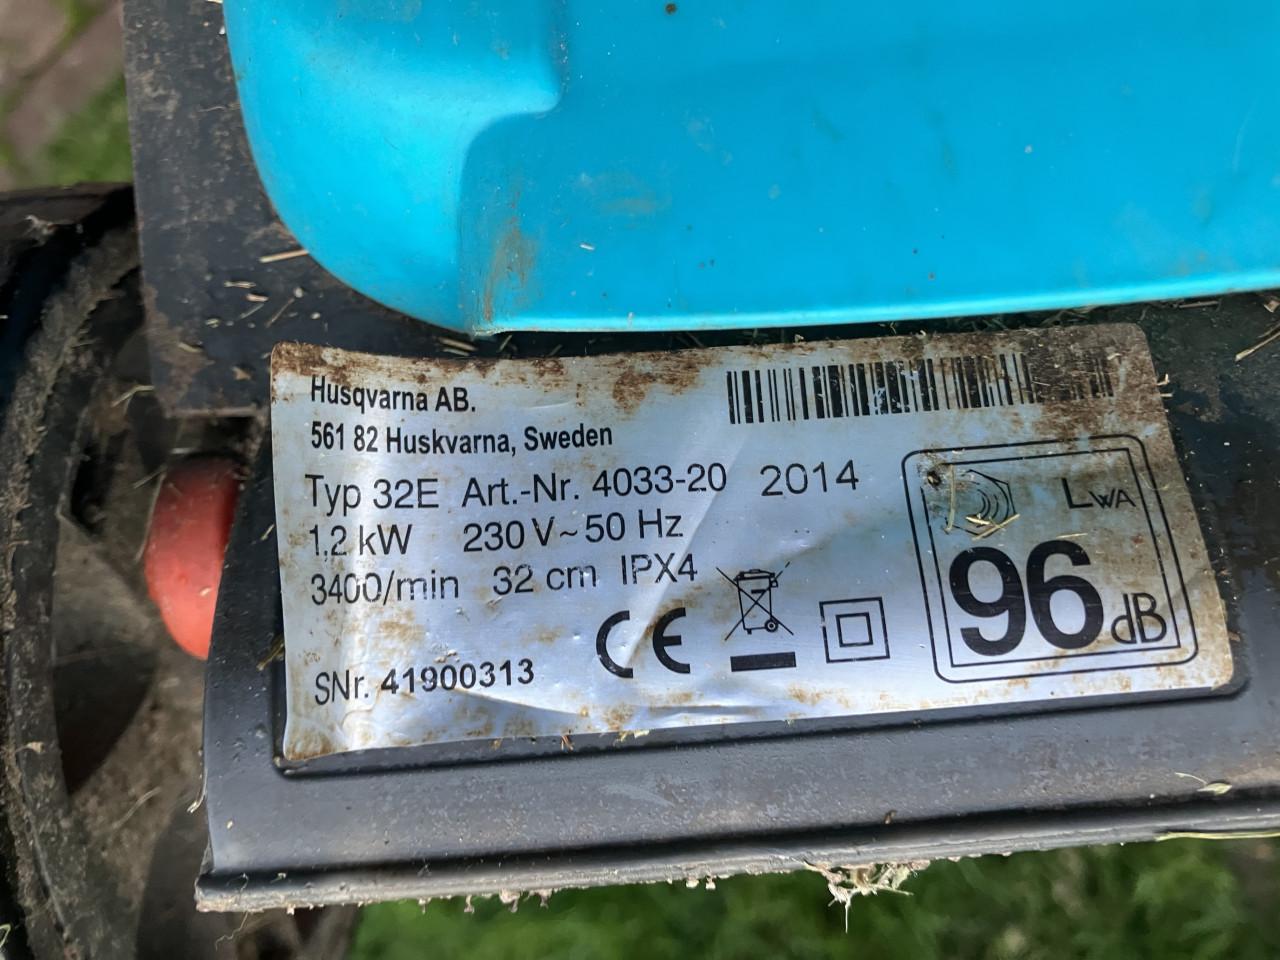 Husqvarna AB.
561 82 Huskvarna, Sweden
Typ 32E Art.-Nr. 4033-20 2014
1,2 kW 230 V~50 Hz
3400/min 32 cm IPX4
CE
SNr. 41900313
LWA
96 dB